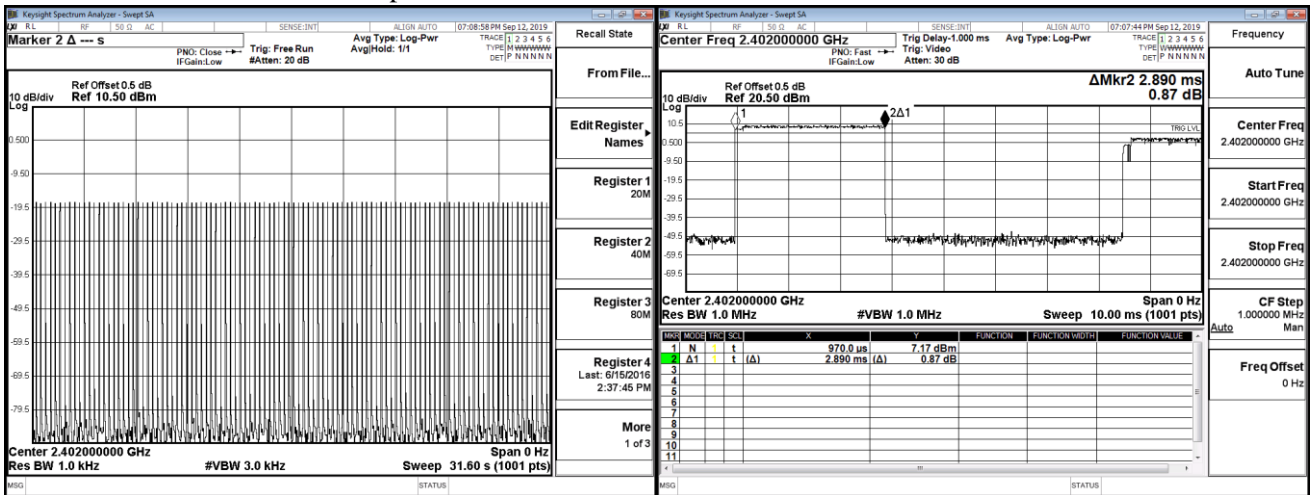 Keysight Spectrum Analyzer - Swept SA
LXI RL RF 50 Ω AC SENSE:INT ALIGN AUTO 07:08:58 PM Sep 12, 2019
Marker 2 Δ --- s
PNO: Close
IFGain:Low
Trig: Free Run
#Atten: 20 dB
Avg Type: Log-Pwr
Avg|Hold: 1/1
TRACE 1 2 3 4 5 6
TYPE M W W W W W
DET P N N N N N
Ref Offset 0.5 dB
10 dB/div Ref 10.50 dBm
Log
0.500
-9.50
-19.5
-29.5
-39.5
-49.5
-59.5
-69.5
-79.5
Center 2.402000000 GHz Span 0 Hz
Res BW 1.0 kHz #VBW 3.0 kHz Sweep 31.60 s (1001 pts)
MSG STATUS
Recall State
From File...
Edit Register Names
Register 1
20M
Register 2
40M
Register 3
80M
Register 4
Last: 6/15/2016
2:37:45 PM
More
1 of 3
Keysight Spectrum Analyzer - Swept SA
LXI RL RF 50 Ω AC SENSE:INT ALIGN AUTO 07:07:44 PM Sep 12, 2019
Center Freq 2.402000000 GHz
PNO: Fast
IFGain:Low
Trig Delay-1.000 ms
Trig: Video
Atten: 30 dB
Avg Type: Log-Pwr
TRACE 1 2 3 4 5 6
TYPE W W W W W W
DET P N N N N N
ΔMkr2 2.890 ms
0.87 dB
Ref Offset 0.5 dB
10 dB/div Ref 20.50 dBm
Log
10.5
0.500
-9.50
-19.5
-29.5
-39.5
-49.5
-59.5
-69.5
1
2Δ1
TRIG LVL
Center 2.402000000 GHz Span 0 Hz
Res BW 1.0 MHz #VBW 1.0 MHz Sweep 10.00 ms (1001 pts)
MKR MODE TRC SCL X Y FUNCTION FUNCTION WIDTH FUNCTION VALUE
1 N 1 t 970.0 µs 7.17 dBm
2 Δ1 1 t (Δ) 2.890 ms (Δ) 0.87 dB
3
4
5
6
7
8
9
10
11
MSG STATUS
Frequency
Auto Tune
Center Freq
2.402000000 GHz
Start Freq
2.402000000 GHz
Stop Freq
2.402000000 GHz
CF Step
1.000000 MHz
Auto Man
Freq Offset
0 Hz